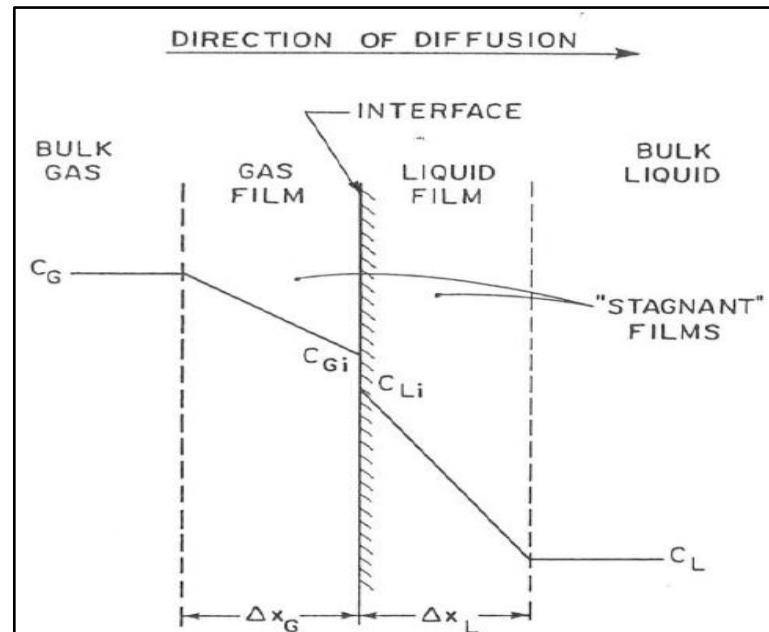 DIRECTION OF DIFFUSION
INTERFACE
BULK
GAS
GAS
FILM
LIQUID
FILM
BULK
LIQUID
C_G
"STAGNANT"
FILMS
C_Gi
C_Li
C_L
Δx_G
Δx_L